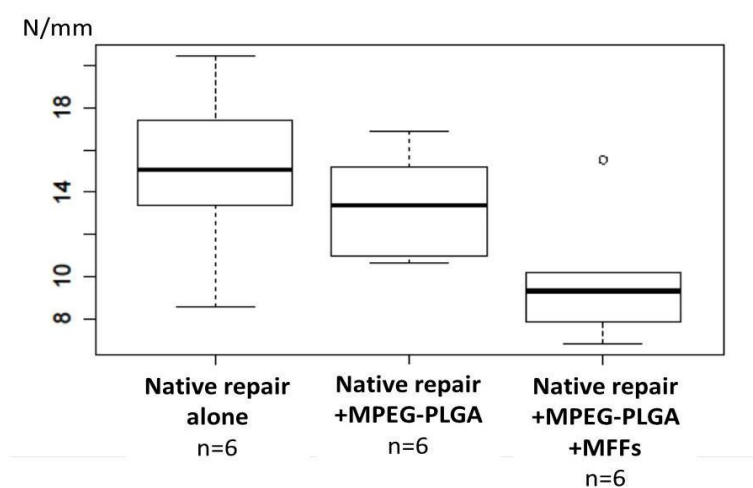 N/mm
18
14
10
8
Native repair
alone
n=6
Native repair
+MPEG-PLGA
n=6
Native repair
+MPEG-PLGA
+MFFs
n=6